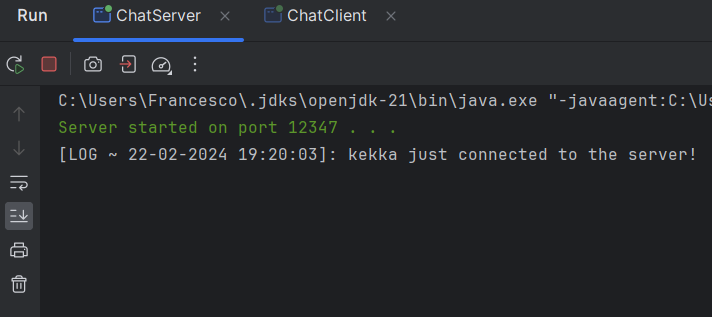 Run ChatServer ChatClient
C:\Users\Francesco\.jdks\openjdk-21\bin\java.exe "-javaagent:C:\Us
Server started on port 12347 . . .
[LOG ~ 22-02-2024 19:20:03]: kekka just connected to the server!